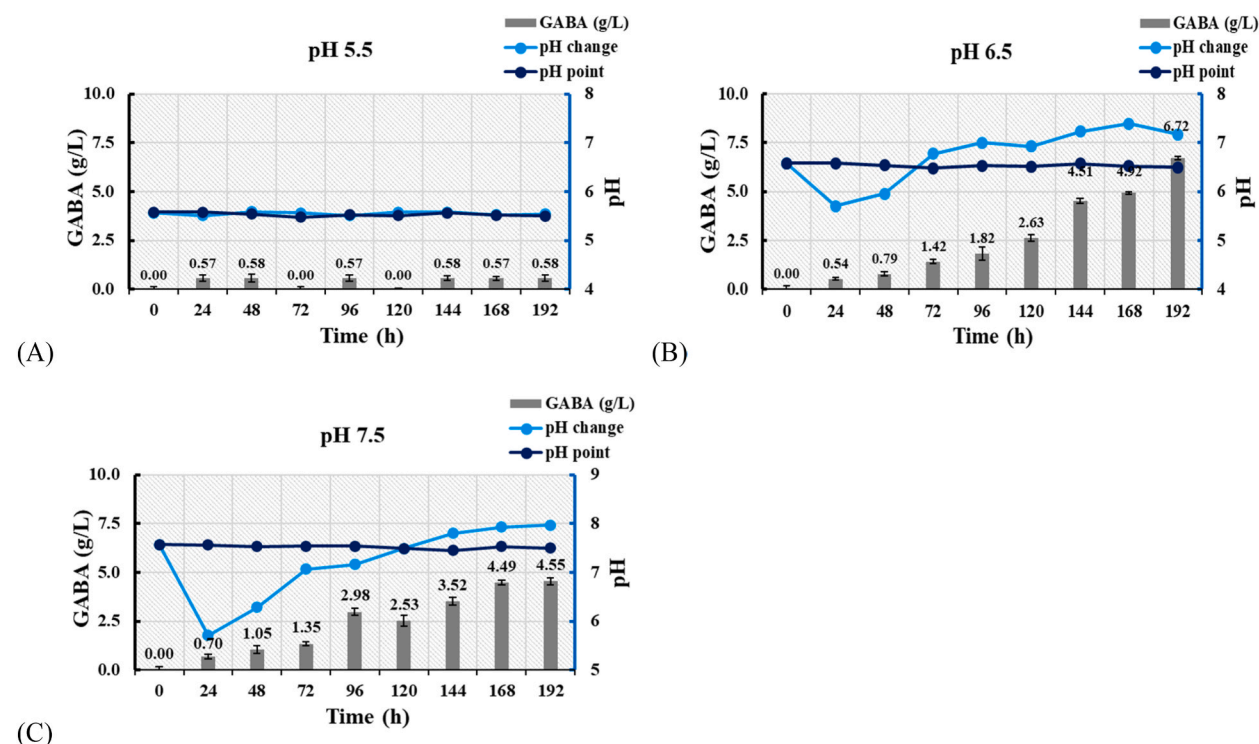 GABA (g/L)
pH change
pH point
pH 5.5
10.0
7.5
5.0
2.5
0.0
GABA (g/L)
8
7
6
5
4
pH
0.00 0.57 0.58 0.00 0.57 0.00 0.58 0.57 0.58
0 24 48 72 96 120 144 168 192
Time (h)
(A)
GABA (g/L)
pH change
pH point
pH 6.5
10.0
7.5
5.0
2.5
0.0
GABA (g/L)
8
7
6
5
4
pH
0.00 0.54 0.79 1.42 1.82 2.63 4.51 4.92 6.72
0 24 48 72 96 120 144 168 192
Time (h)
(B)
GABA (g/L)
pH change
pH point
pH 7.5
10.0
7.5
5.0
2.5
0.0
GABA (g/L)
9
8
7
6
5
pH
0.00 0.70 1.05 1.35 2.98 2.53 3.52 4.49 4.55
0 24 48 72 96 120 144 168 192
Time (h)
(C)